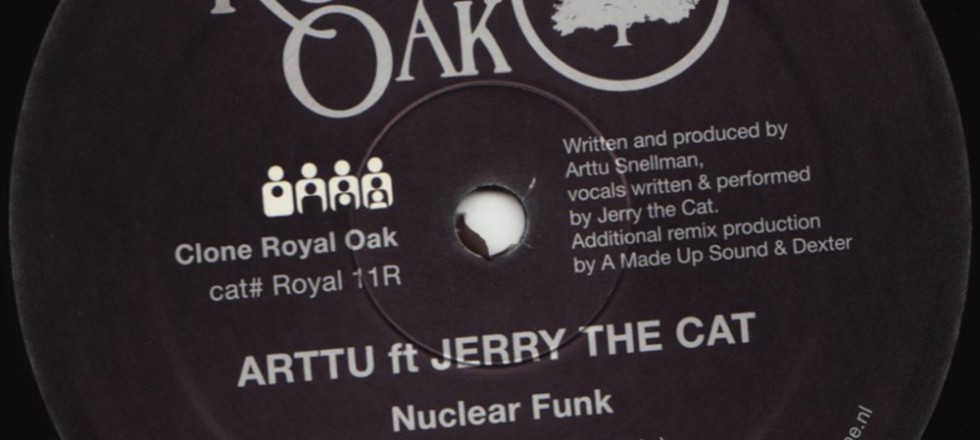 OAK
Clone Royal Oak
cat# Royal 11R
Written and produced by
Arttu Snellman,
vocals written & performed
by Jerry the Cat.
Additional remix production
by A Made Up Sound & Dexter
ARTTU ft JERRY THE CAT
Nuclear Funk